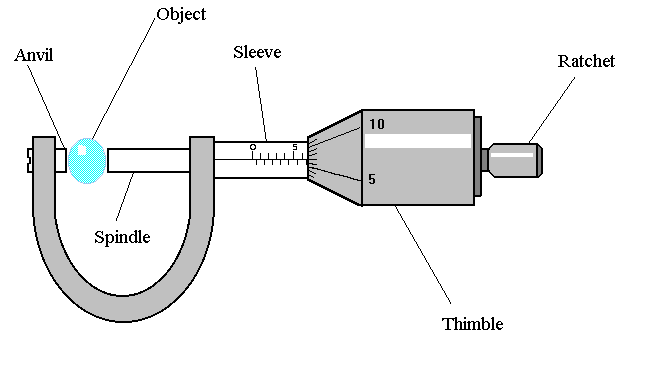 Object
Anvil
Sleeve
Ratchet
0 5
10
5
Spindle
Thimble